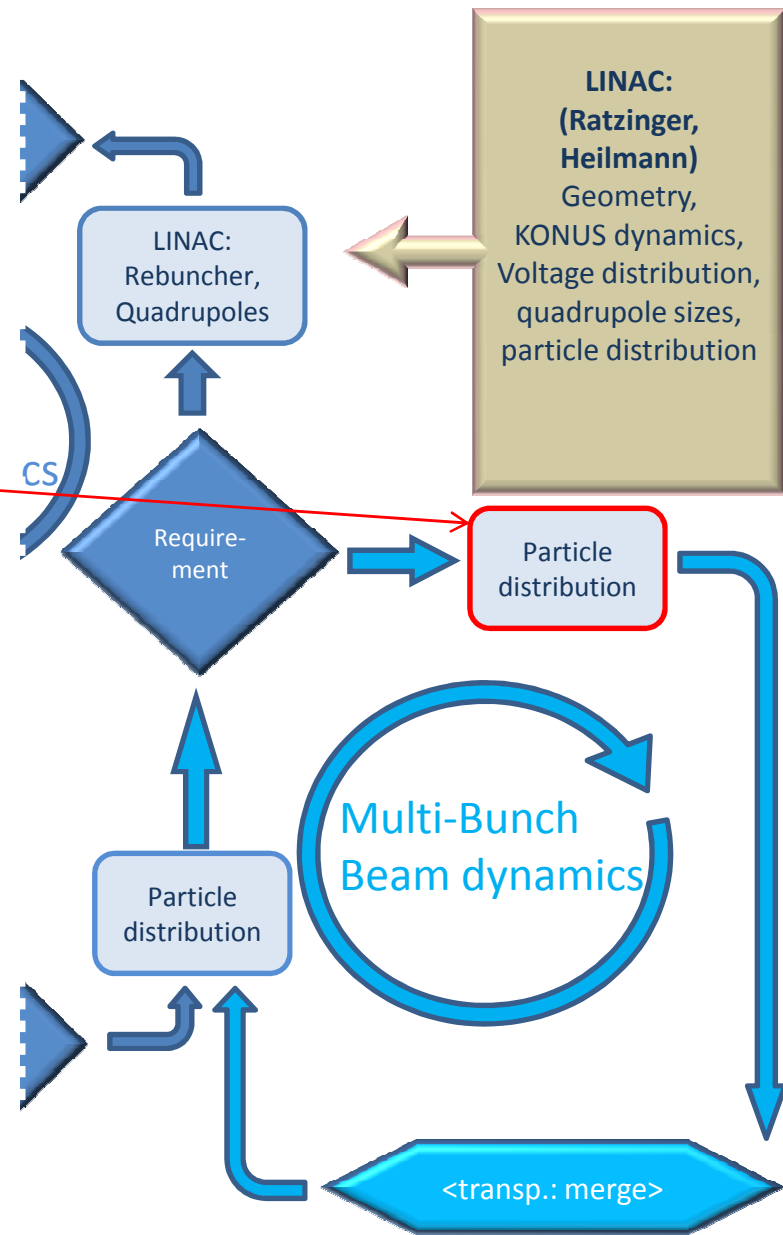 LINAC:
(Ratzinger,
Heilmann)
Geometry,
KONUS dynamics,
Voltage distribution,
quadrupole sizes,
particle distribution
LINAC:
Rebuncher,
Quadrupoles
cs
Require-
ment
Particle
distribution
Multi-Bunch
Beam dynamics
Particle
distribution
<transp.: merge>